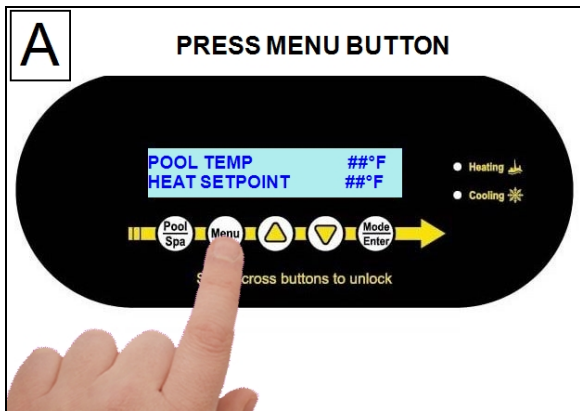 A
PRESS MENU BUTTON
POOL TEMP ##°F
HEAT SETPOINT ##°F
Heating
Cooling
Pool Spa
Menu
Mode Enter
cross buttons to unlock